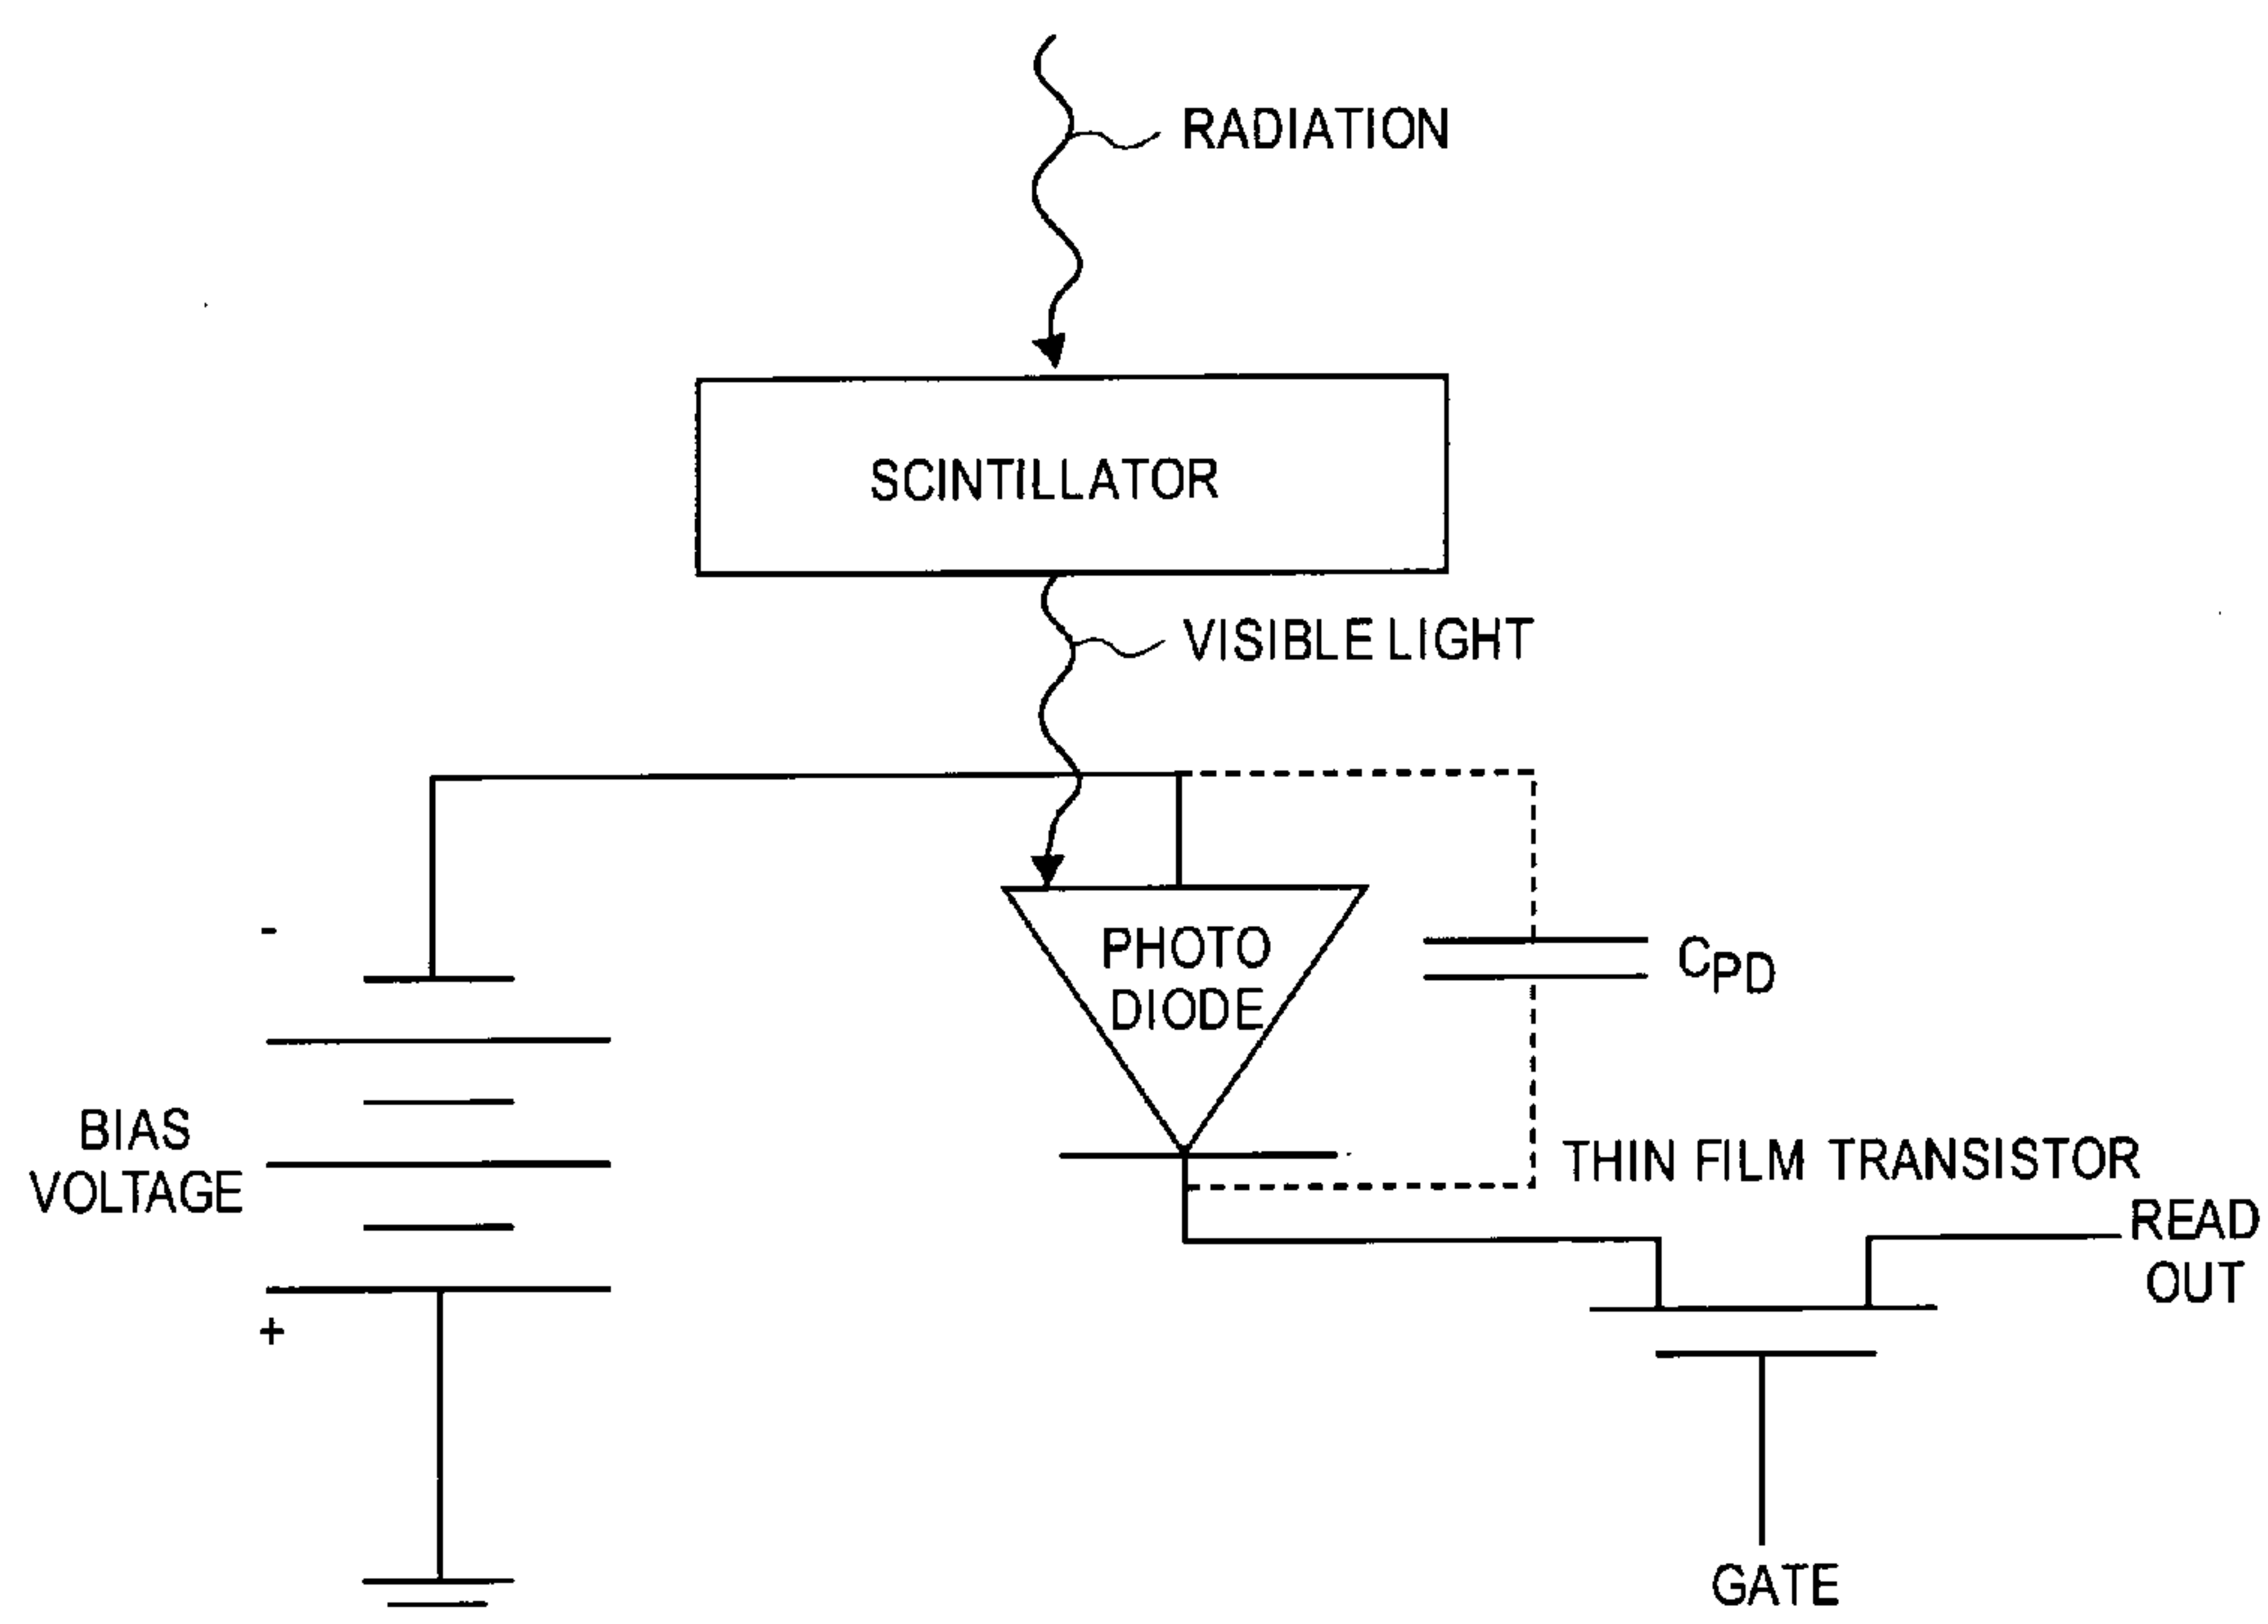 RADIATION
SCINTILLATOR
VISIBLE LIGHT
-
PHOTO
DIODE
CPD
BIAS
VOLTAGE
THIN FILM TRANSISTOR
READ
OUT
+
GATE